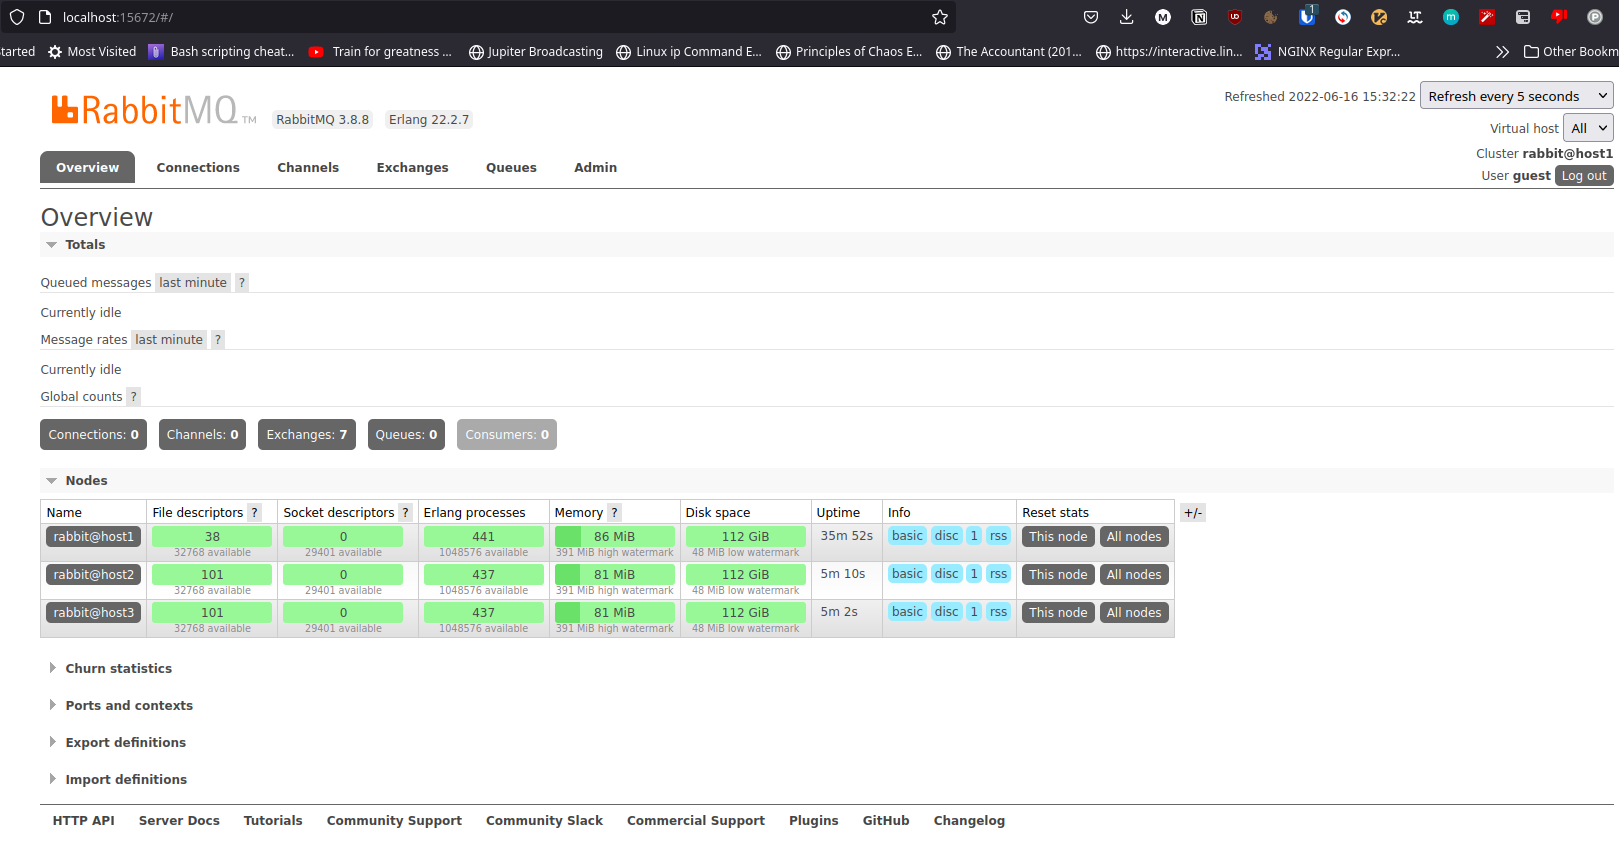 localhost:15672/#/
1
tarted Most Visited Bash scripting cheat... Train for greatness ... Jupiter Broadcasting Linux ip Command E... Principles of Chaos E... The Accountant (201... https://interactive.lin... NGINX Regular Expr... Other Bookm
RabbitMQ TM RabbitMQ 3.8.8 Erlang 22.2.7
Refreshed 2022-06-16 15:32:22 Refresh every 5 seconds
Virtual host All
Cluster rabbit@host1
User guest Log out
Overview Connections Channels Exchanges Queues Admin
Overview
Totals
Queued messages last minute ?
Currently idle
Message rates last minute ?
Currently idle
Global counts ?
Connections: 0 Channels: 0 Exchanges: 7 Queues: 0 Consumers: 0
Nodes
Name File descriptors ? Socket descriptors ? Erlang processes Memory ? Disk space Uptime Info Reset stats +/-
rabbit@host1 38 0 441 86 MiB 112 GiB 35m 52s basic disc 1 rss This node All nodes
32768 available 29401 available 1048576 available 391 MiB high watermark 48 MiB low watermark
rabbit@host2 101 0 437 81 MiB 112 GiB 5m 10s basic disc 1 rss This node All nodes
32768 available 29401 available 1048576 available 391 MiB high watermark 48 MiB low watermark
rabbit@host3 101 0 437 81 MiB 112 GiB 5m 2s basic disc 1 rss This node All nodes
32768 available 29401 available 1048576 available 391 MiB high watermark 48 MiB low watermark
Churn statistics
Ports and contexts
Export definitions
Import definitions
HTTP API Server Docs Tutorials Community Support Community Slack Commercial Support Plugins GitHub Changelog